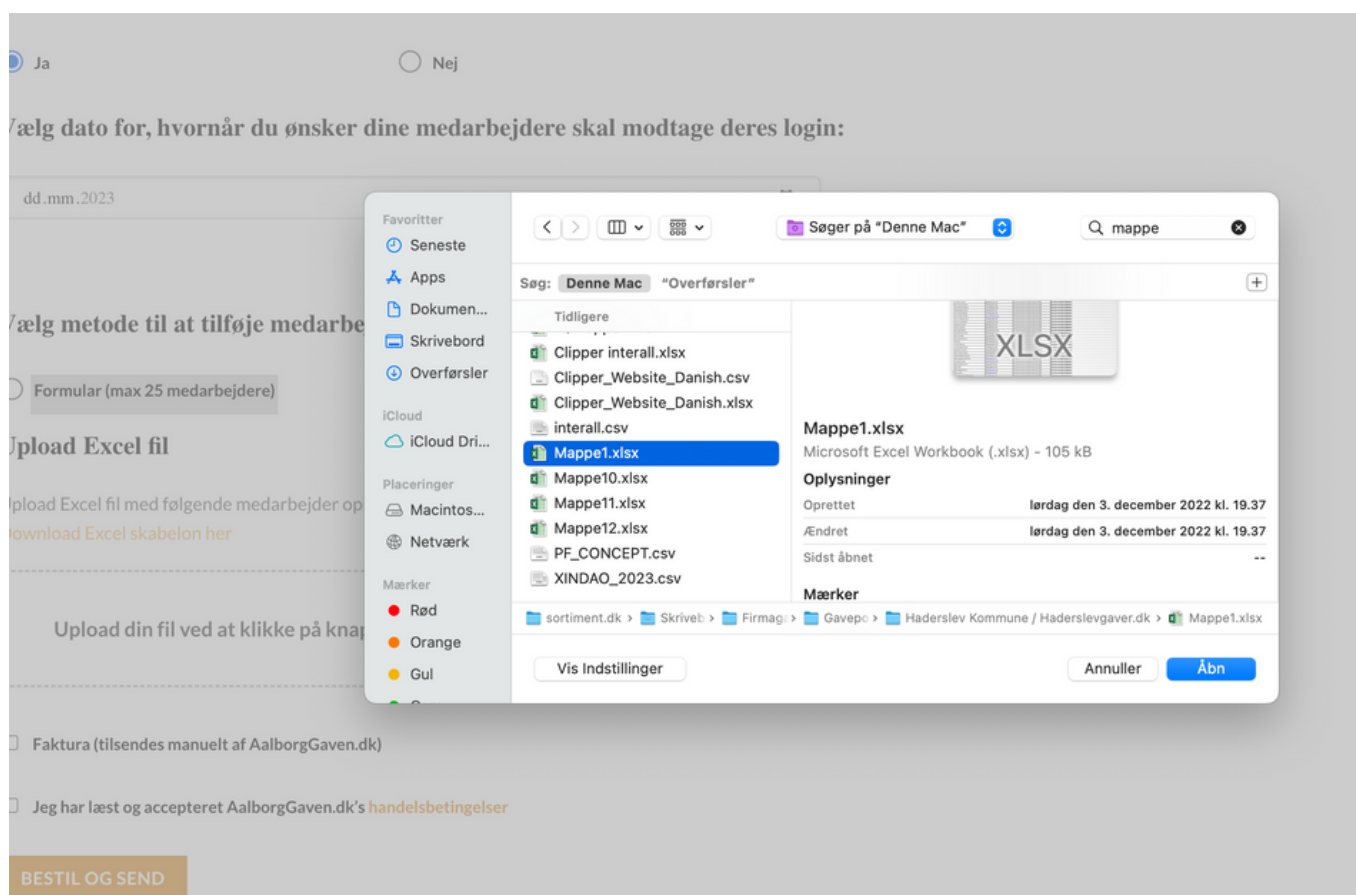 Ja
Nej
Vælg dato for, hvornår du ønsker dine medarbejdere skal modtage deres login:
dd.mm.2023
Vælg metode til at tilføje medarbe
Formular (max 25 medarbejdere)
Upload Excel fil
Upload Excel fil med følgende medarbejder op
Download Excel skabelon her
Upload din fil ved at klikke på knap
Faktura (tilsendes manuelt af AalborgGaven.dk)
Jeg har læst og accepteret AalborgGaven.dk's handelsbetingelser
BESTIL OG SEND
Favoritter
Seneste
Apps
Dokumen...
Skrivebord
Overførsler
iCloud
iCloud Dri...
Placeringer
Macintos...
Netværk
Mærker
Rød
Orange
Gul
Søger på "Denne Mac"
mappe
Søg: Denne Mac "Overførsler"
Tidligere
Clipper interall.xlsx
Clipper_Website_Danish.csv
Clipper_Website_Danish.xlsx
interall.csv
Mappe1.xlsx
Mappe10.xlsx
Mappe11.xlsx
Mappe12.xlsx
PF_CONCEPT.csv
XINDAO_2023.csv
XLSX
Mappe1.xlsx
Microsoft Excel Workbook (.xlsx) - 105 kB
Oplysninger
Oprettet lørdag den 3. december 2022 kl. 19.37
Ændret lørdag den 3. december 2022 kl. 19.37
Sidst åbnet --
Mærker
sortiment.dk > Skriveb > Firmaga > Gavepo > Haderslev Kommune / Haderslevgaver.dk > Mappe1.xlsx
Vis Indstillinger
Annuller
Åbn